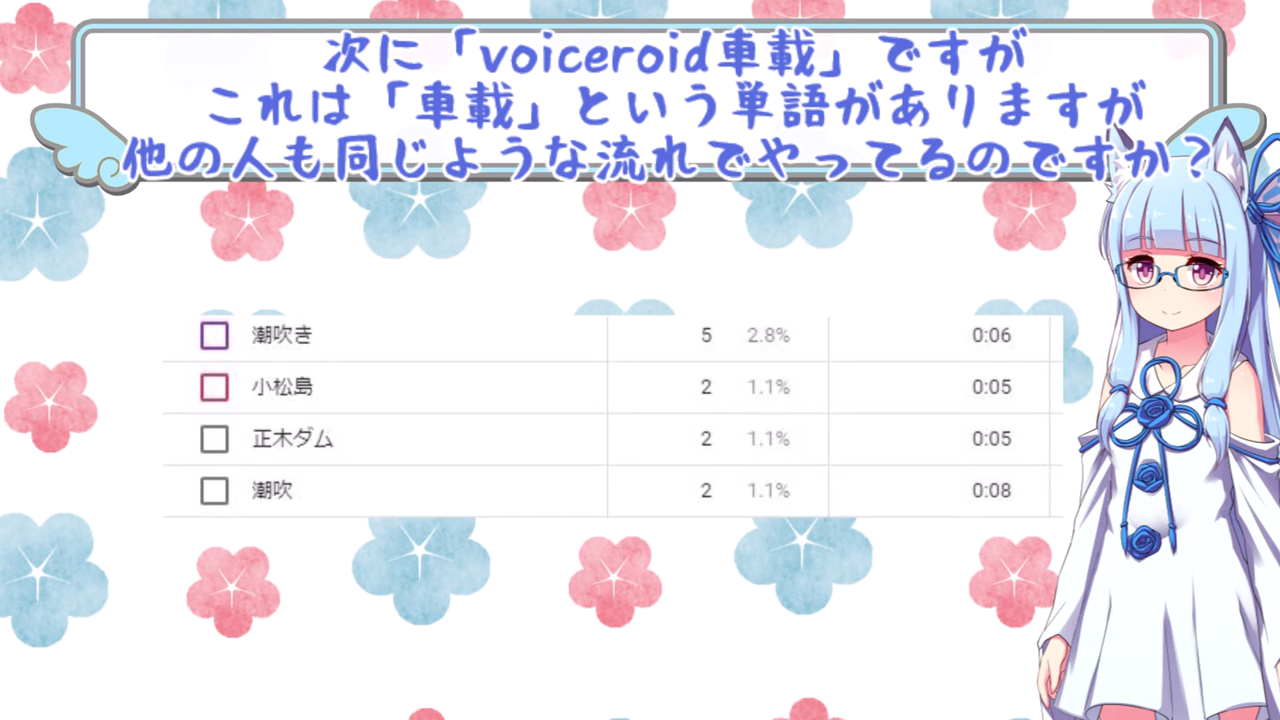 次に「voiceroid車載」ですが
これは「車載」という単語がありますが
他の人も同じような流れでやってるのですか？
潮吹き 5 2.8% 0:06
小松島 2 1.1% 0:05
正木ダム 2 1.1% 0:05
潮吹 2 1.1% 0:08